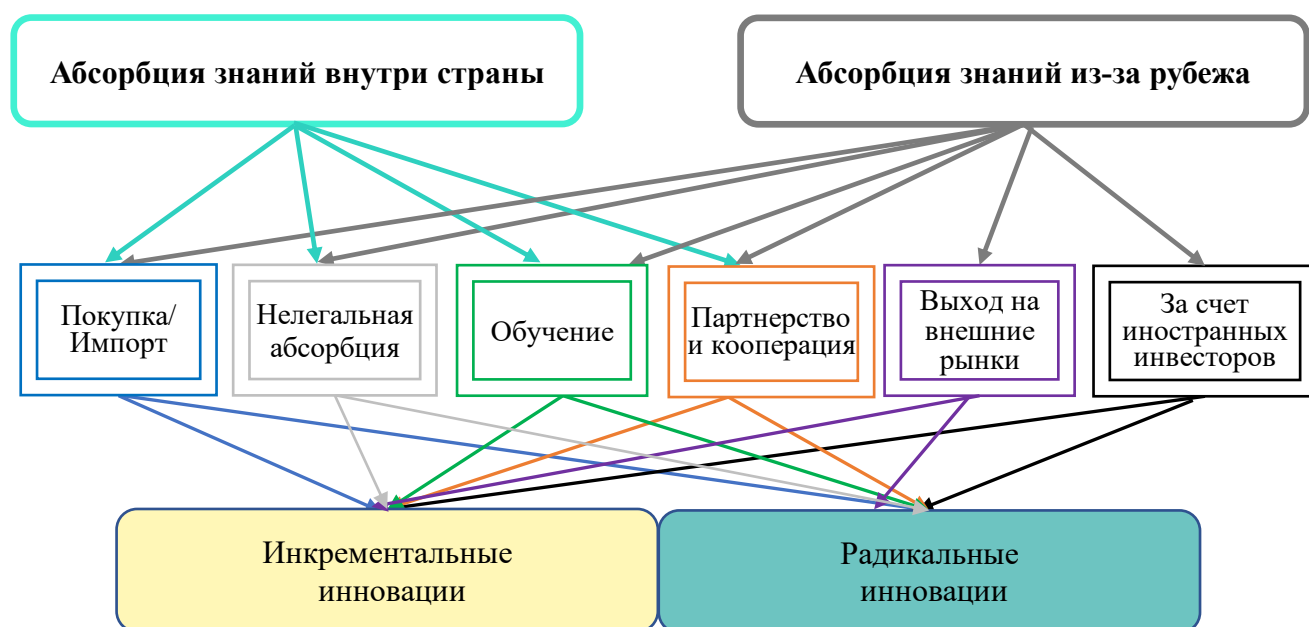 Абсорбция знаний внутри страны
Абсорбция знаний из-за рубежа
Покупка/
Импорт
Нелегальная
абсорбция
Обучение
Партнерство
и кооперация
Выход на
внешние
рынки
За счет
иностранных
инвесторов
Инкрементальные
инновации
Радикальные
инновации